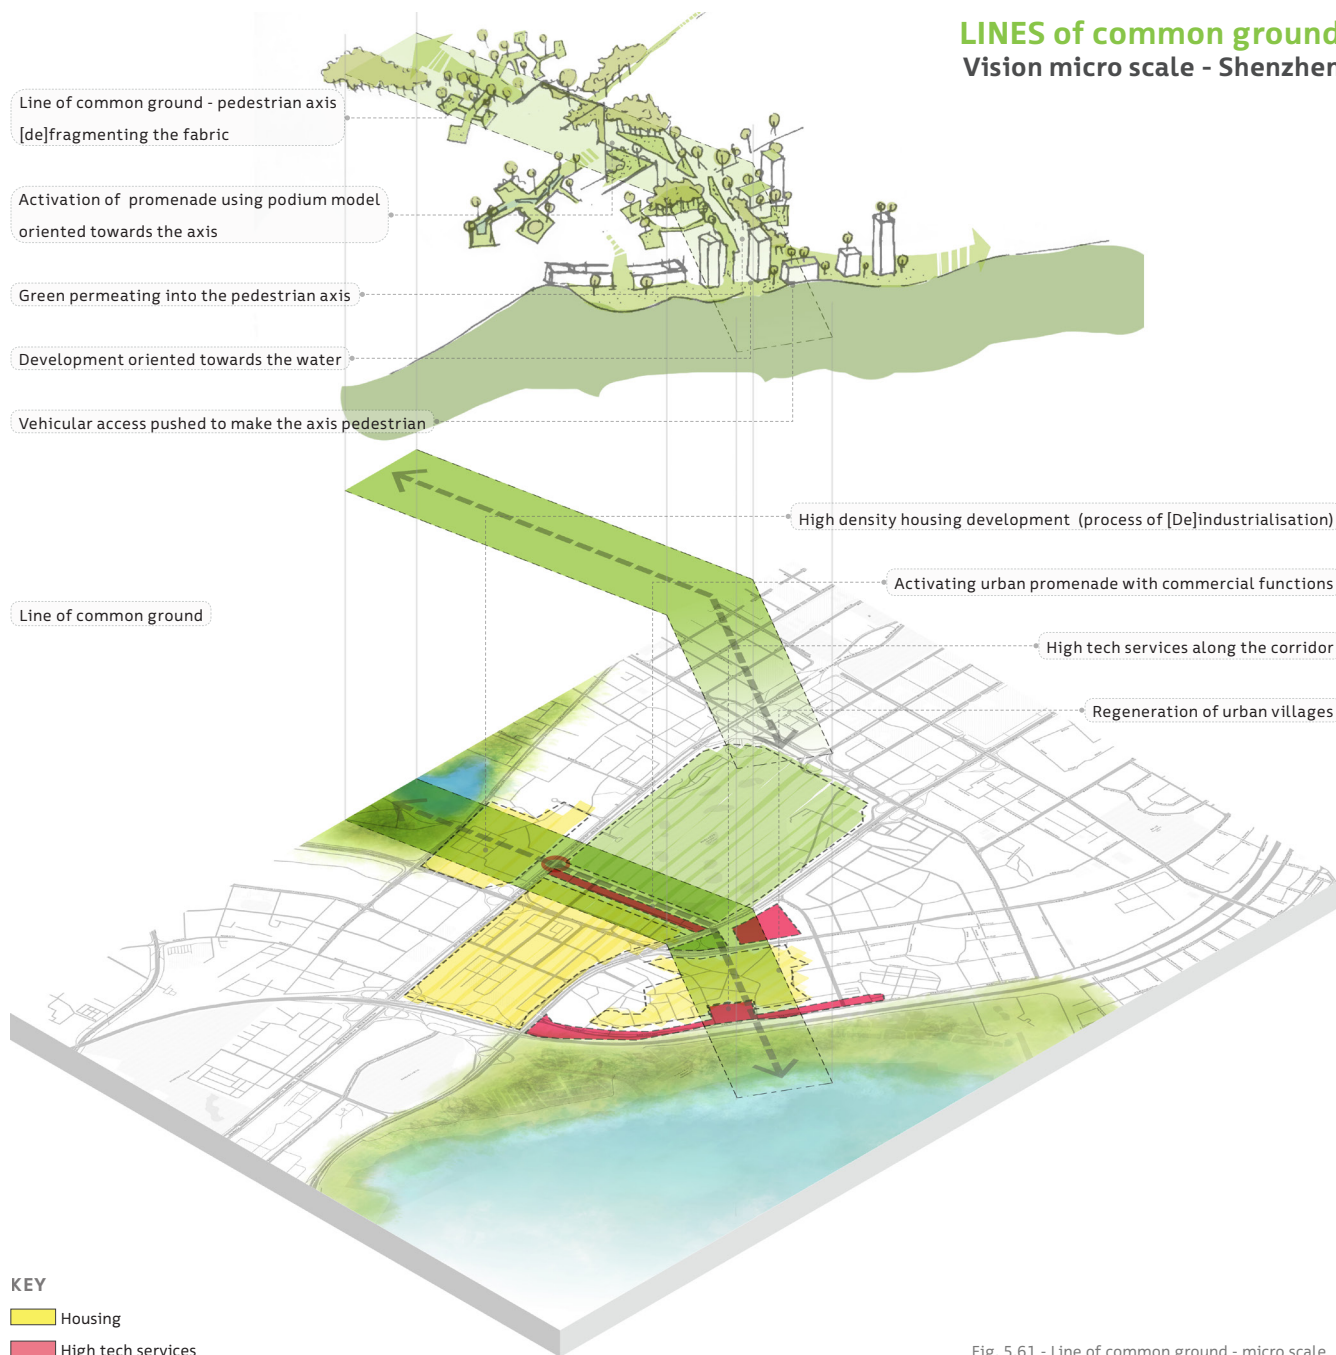 LINES of common ground
Vision micro scale - Shenzhen
Line of common ground - pedestrian axis
[de]fragmenting the fabric
Activation of promenade using podium model
oriented towards the axis
Green permeating into the pedestrian axis
Development oriented towards the water
Vehicular access pushed to make the axis pedestrian
High density housing development (process of [De]industrialisation)
Activating urban promenade with commercial functions
Line of common ground
High tech services along the corridor
Regeneration of urban villages
KEY
Housing
High tech services
Fig. 5.61 - Line of common ground - micro scale